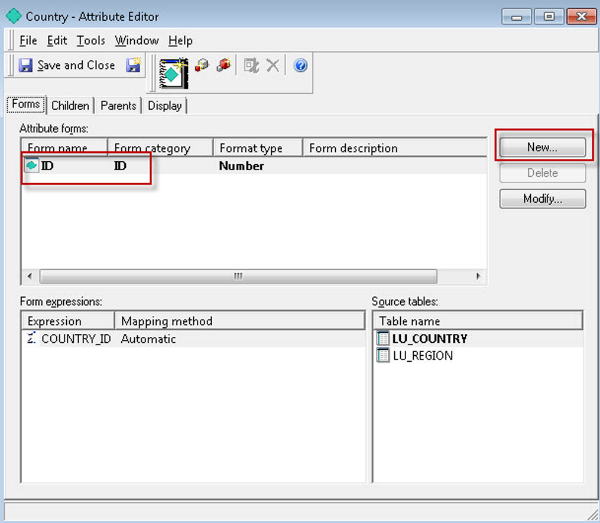 Country - Attribute Editor
File Edit Tools Window Help
Save and Close
Forms Children Parents Display
Attribute forms:
Form name Form category Format type Form description
ID ID Number
New...
Delete
Modify...
Form expressions:
Expression Mapping method
COUNTRY_ID Automatic
Source tables:
Table name
LU_COUNTRY
LU_REGION